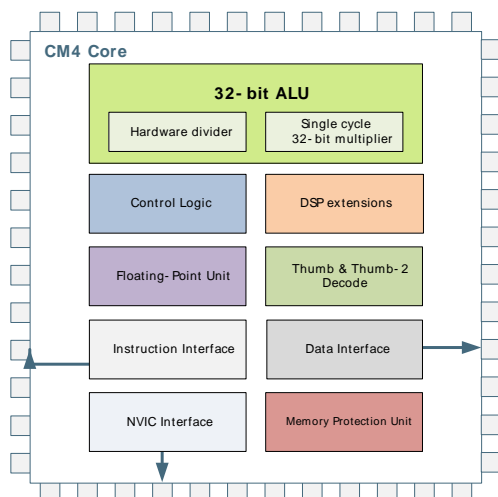 CM4 Core
32-bit ALU
Hardware divider
Single cycle
32-bit multiplier
Control Logic
DSP extensions
Floating-Point Unit
Thumb & Thumb-2
Decode
Instruction Interface
Data Interface
NVIC Interface
Memory Protection Unit